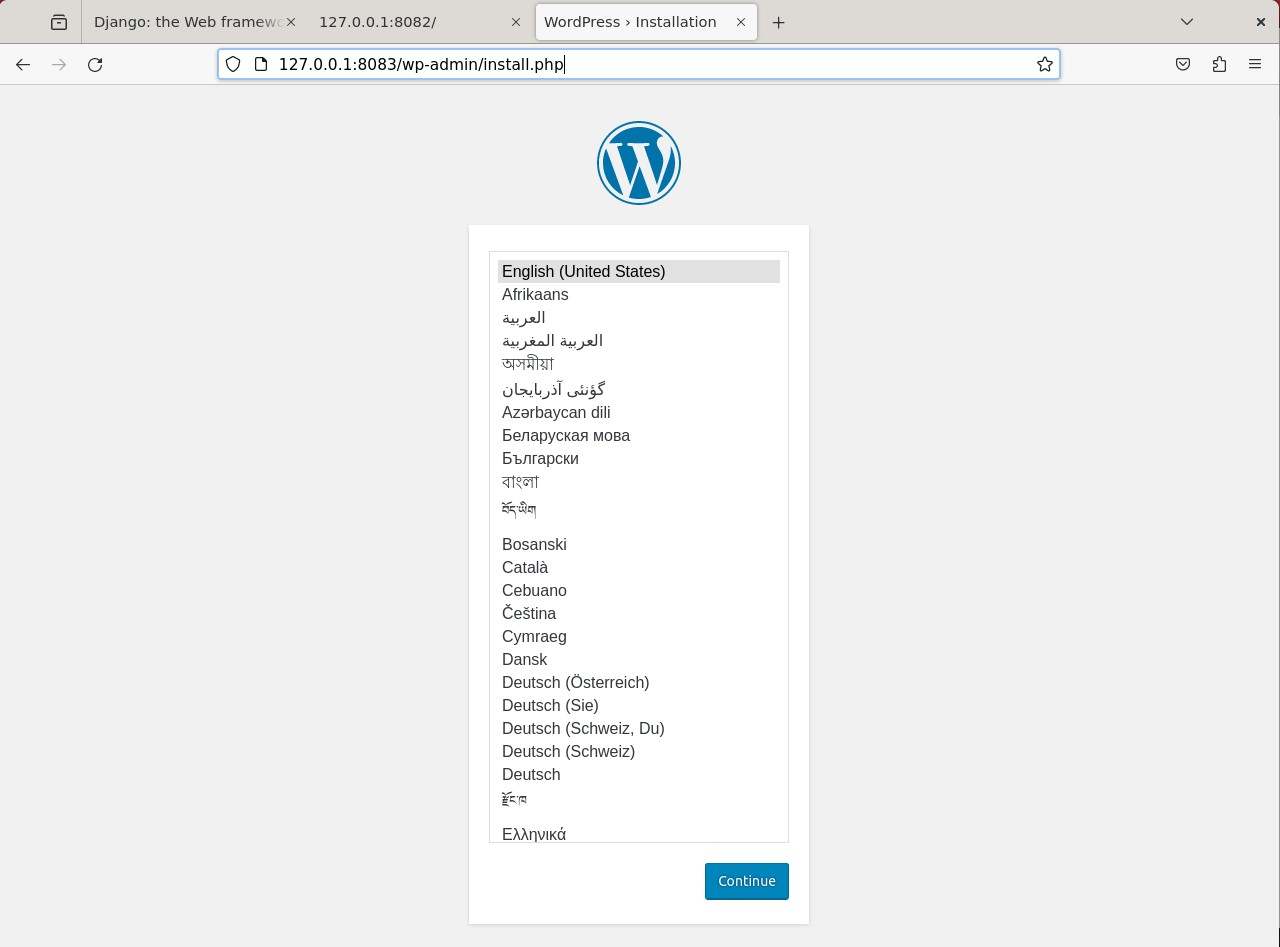 Django: the Web framewo
127.0.0.1:8082/
WordPress › Installation
127.0.0.1:8083/wp-admin/install.php
English (United States)
Afrikaans
العربية
العربية المغربية
অসমীয়া
گؤنئی آذربایجان
Azərbaycan dili
Беларуская мова
Български
বাংলা
བོད་ཡིག
Bosanski
Català
Cebuano
Čeština
Cymraeg
Dansk
Deutsch (Österreich)
Deutsch (Sie)
Deutsch (Schweiz, Du)
Deutsch (Schweiz)
Deutsch
རྫོང་ཁ
Ελληνικά
Continue